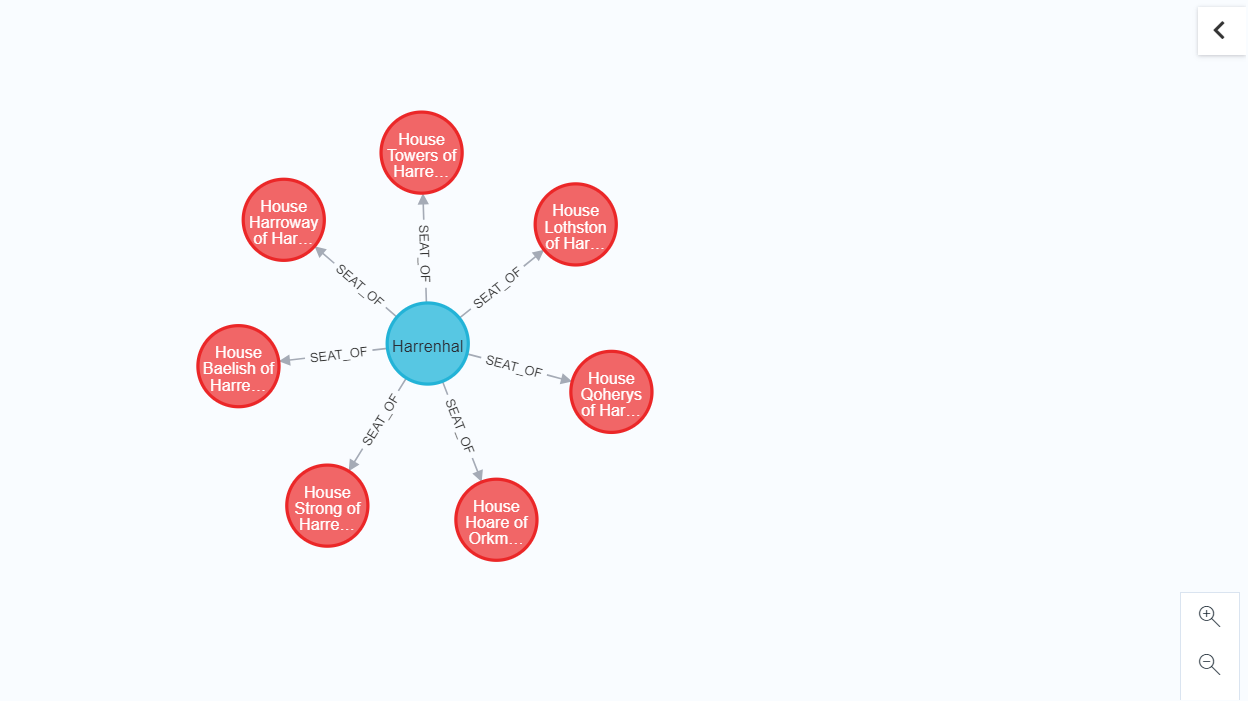 House
Towers of
Harre…
House
Harroway
of Har…
House
Lothston
of Har…
SEAT_OF
SEAT_OF
SEAT_OF
Harrenhal
House
Baelish of
Harre…
SEAT_OF
SEAT_OF
House
Qoherys
of Har…
SEAT_OF
SEAT_OF
House
Strong of
Harre…
House
Hoare of
Orkm…